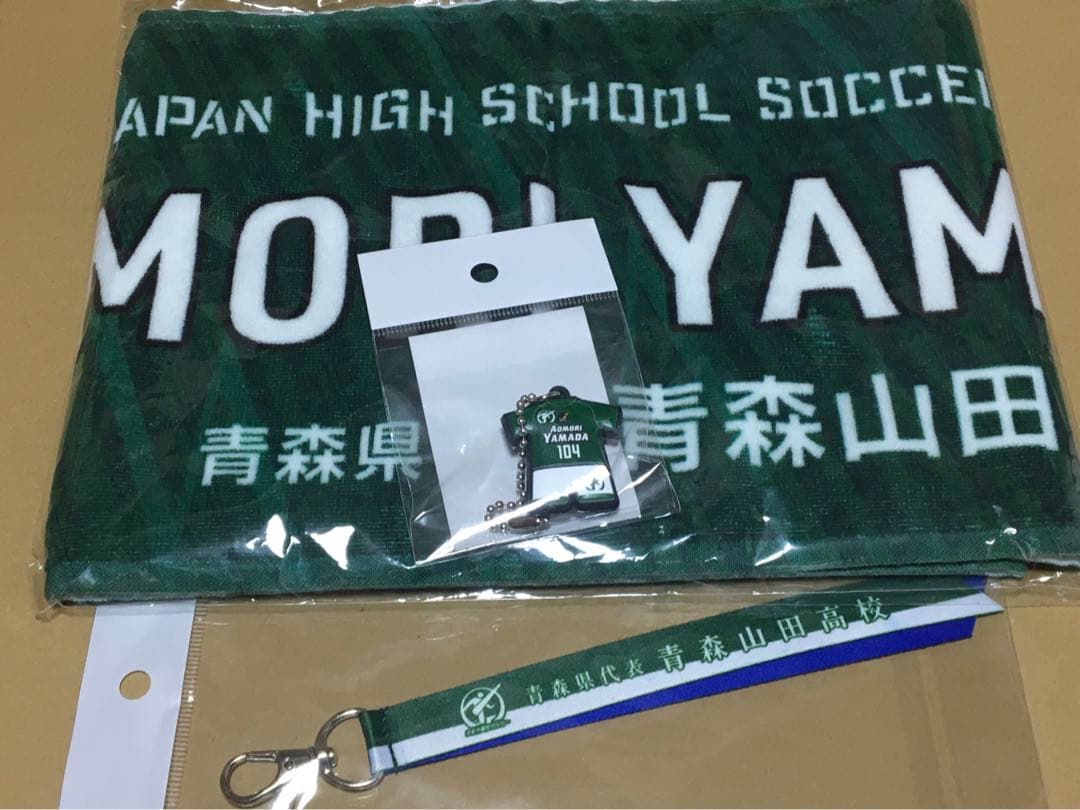 APAN HIGH SCHOOL SOCCE
MORI YAM
青森県 青森山田
AOMORI
YAMADA
104
青森県代表 青森山田高校